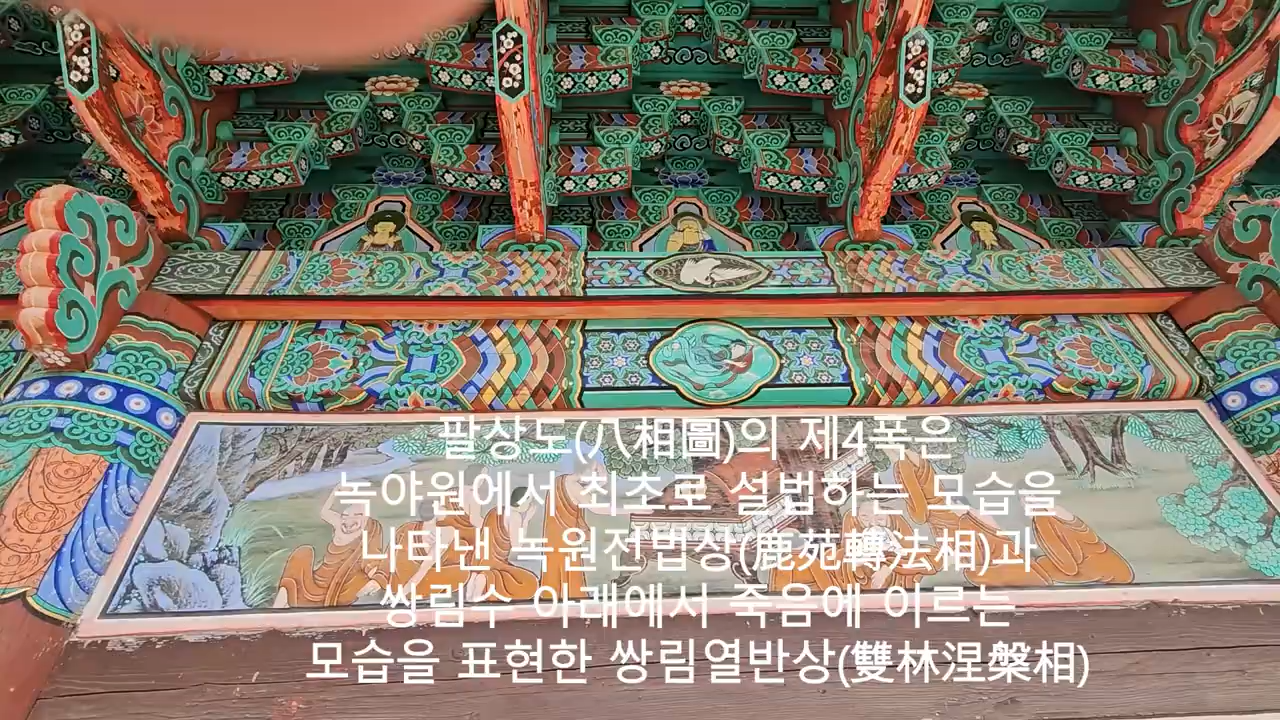 팔상도(八相圖)의 제4폭은
녹야원에서 최초로 설법하는 모습을
나타낸 녹원전법상(鹿苑轉法相)과
쌍림수 아래에서 죽음에 이르는
모습을 표현한 쌍림열반상(雙林涅槃相)